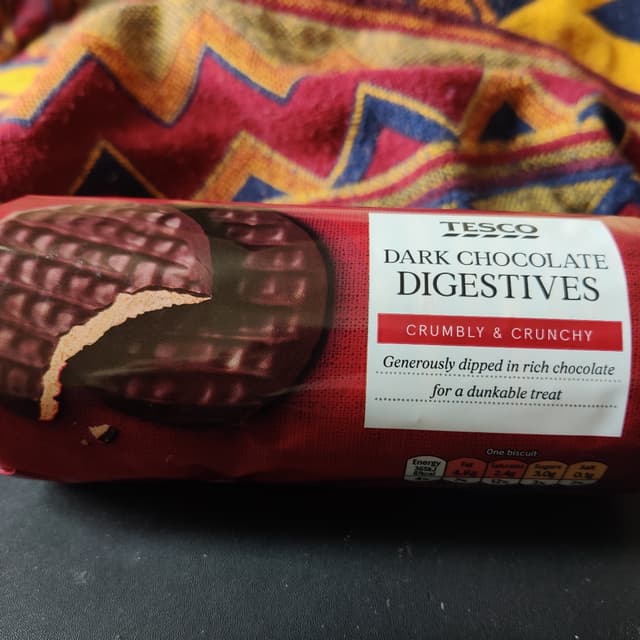 TESCO
DARK CHOCOLATE
DIGESTIVES
CRUMBLY & CRUNCHY
Generously dipped in rich chocolate
for a dunkable treat
One biscuit
Energy Fat Saturates Sugars Salt